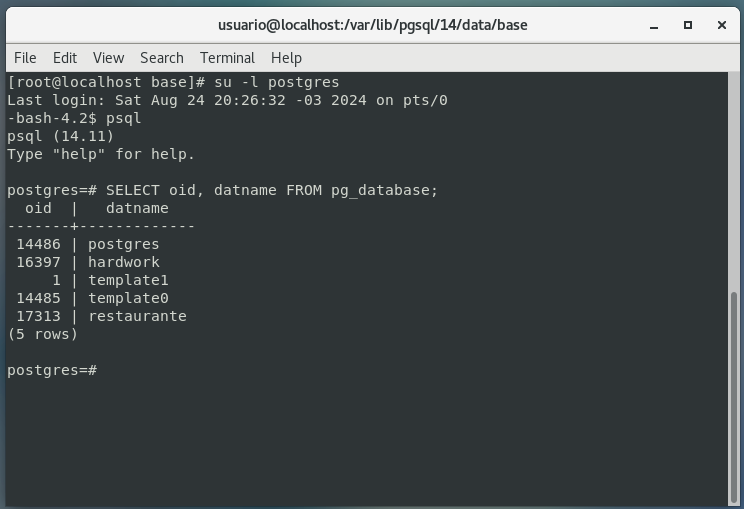 usuario@localhost:/var/lib/pgsql/14/data/base
File Edit View Search Terminal Help
[root@localhost base]# su -l postgres
Last login: Sat Aug 24 20:26:32 -03 2024 on pts/0
-bash-4.2$ psql
psql (14.11)
Type "help" for help.
postgres=# SELECT oid, datname FROM pg_database;
  oid  |   datname
-------+-------------
 14486 | postgres
 16397 | hardwork
     1 | template1
 14485 | template0
 17313 | restaurante
(5 rows)
postgres=#